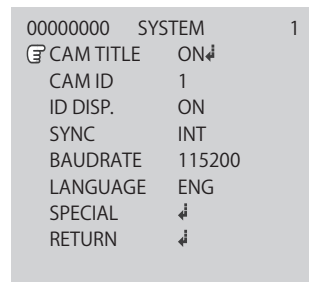 00000000 SYSTEM 1
CAM TITLE ON↲
CAM ID 1
ID DISP. ON
SYNC INT
BAUDRATE 115200
LANGUAGE ENG
SPECIAL ↲
RETURN ↲